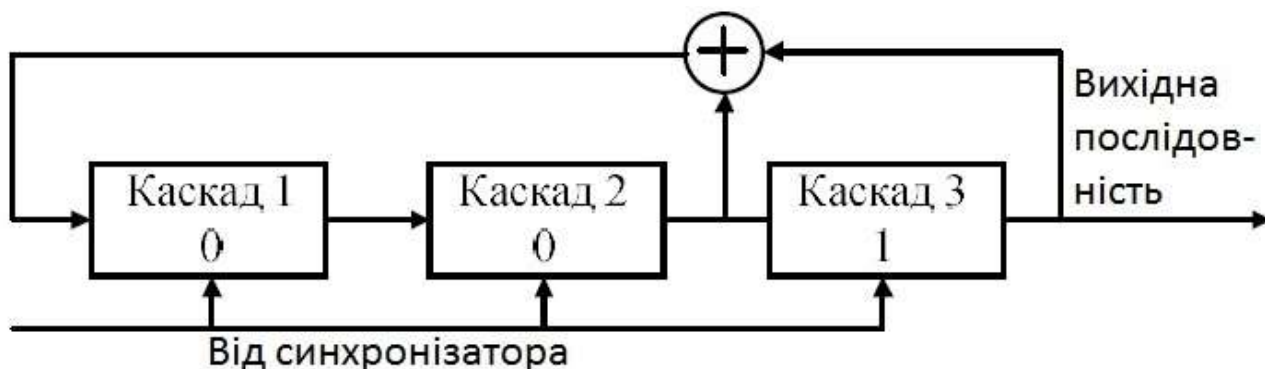 Вихідна
послідов-
ність
Каскад 1
0
Каскад 2
0
Каскад 3
1
Від синхронізатора